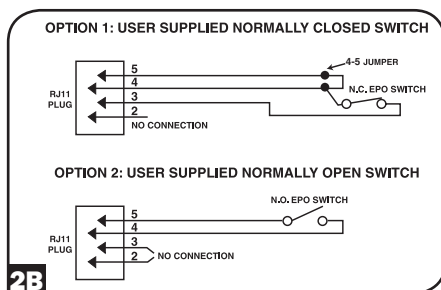 OPTION 1: USER SUPPLIED NORMALLY CLOSED SWITCH
4-5 JUMPER
5
4
N.C. EPO SWITCH
3
RJ11
PLUG
2
NO CONNECTION
OPTION 2: USER SUPPLIED NORMALLY OPEN SWITCH
N.O. EPO SWITCH
5
4
RJ11
PLUG
3
2
NO CONNECTION
2B